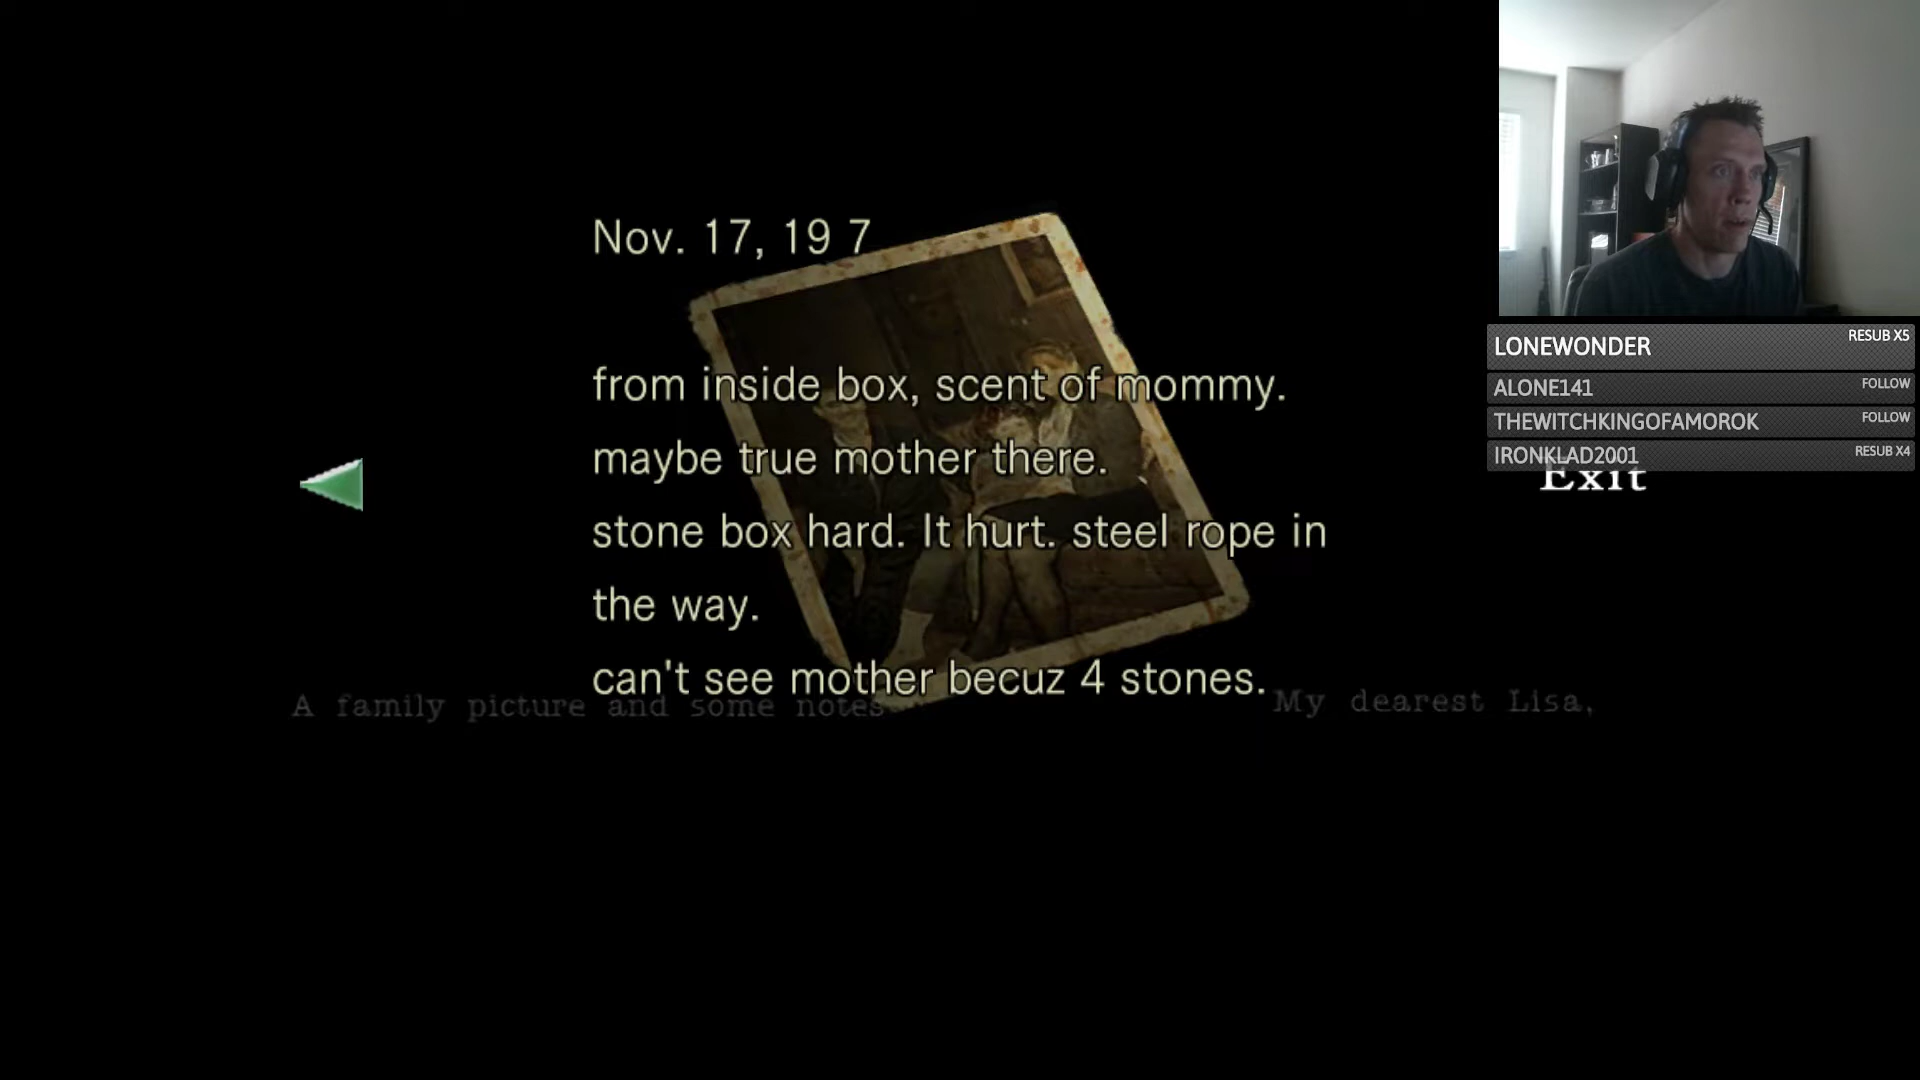 Nov. 17, 19 7
from inside box, scent of mommy.
maybe true mother there.
stone box hard. It hurt. steel rope in
the way.
can't see mother becuz 4 stones.
A family picture and some notes
My dearest Lisa,
Exit
LONEWONDER RESUB X5
ALONE141 FOLLOW
THEWITCHKINGOFAMOROK FOLLOW
IRONKLAD2001 RESUB X4